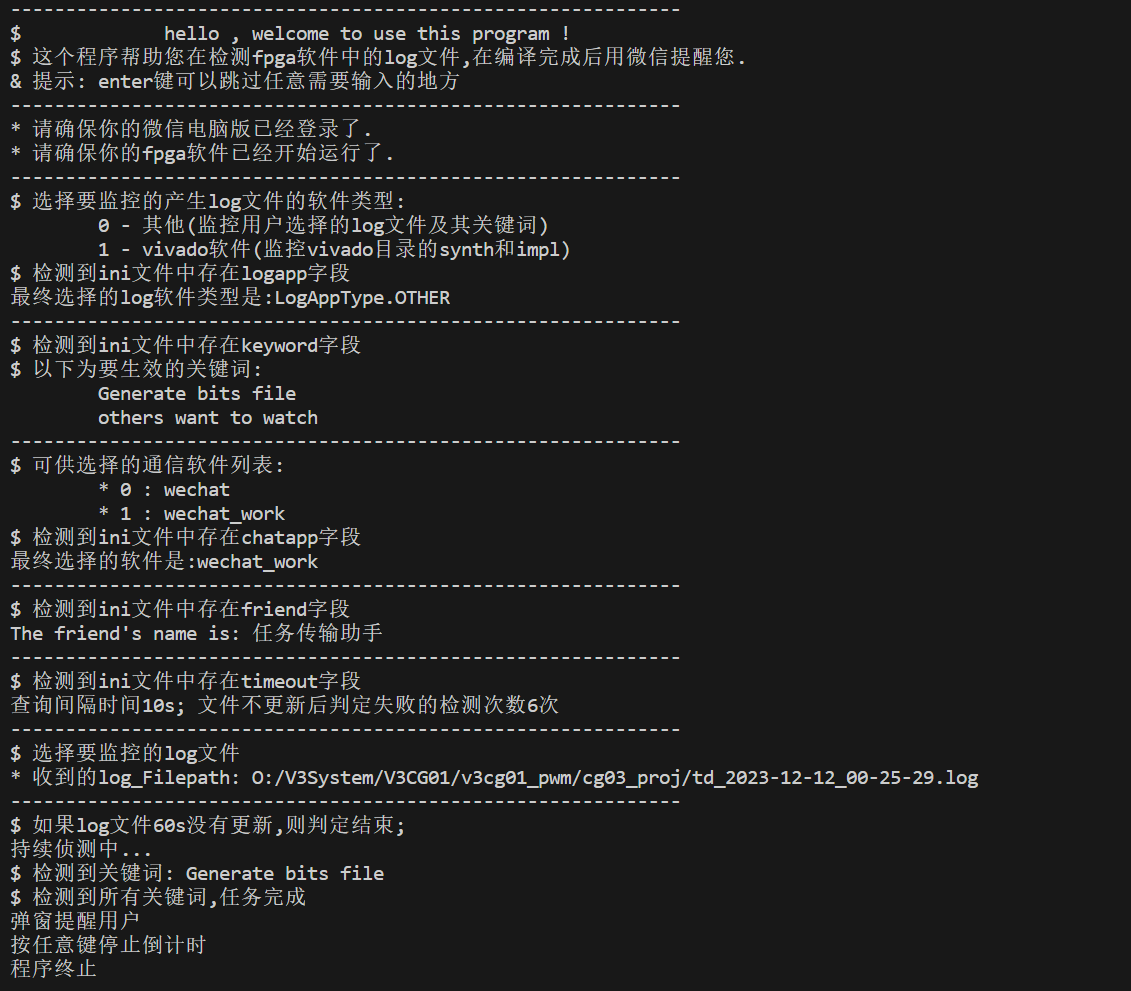 -------------------------------------------------------------
$             hello , welcome to use this program !
$ 这个程序帮助您在检测fpga软件中的log文件,在编译完成后用微信提醒您.
& 提示: enter键可以跳过任意需要输入的地方
-------------------------------------------------------------
* 请确保你的微信电脑版已经登录了.
* 请确保你的fpga软件已经开始运行了.
-------------------------------------------------------------
$ 选择要监控的产生log文件的软件类型:
        0 - 其他(监控用户选择的log文件及其关键词)
        1 - vivado软件(监控vivado目录的synth和impl)
$ 检测到ini文件中存在logapp字段
最终选择的log软件类型是:LogAppType.OTHER
-------------------------------------------------------------
$ 检测到ini文件中存在keyword字段
$ 以下为要生效的关键词:
        Generate bits file
        others want to watch
-------------------------------------------------------------
$ 可供选择的通信软件列表:
        * 0 : wechat
        * 1 : wechat_work
$ 检测到ini文件中存在chatapp字段
最终选择的软件是:wechat_work
-------------------------------------------------------------
$ 检测到ini文件中存在friend字段
The friend's name is: 任务传输助手
-------------------------------------------------------------
$ 检测到ini文件中存在timeout字段
查询间隔时间10s; 文件不更新后判定失败的检测次数6次
-------------------------------------------------------------
$ 选择要监控的log文件
* 收到的log_Filepath: O:/V3System/V3CG01/v3cg01_pwm/cg03_proj/td_2023-12-12_00-25-29.log
-------------------------------------------------------------
$ 如果log文件60s没有更新,则判定结束;
持续侦测中...
$ 检测到关键词: Generate bits file
$ 检测到所有关键词,任务完成
弹窗提醒用户
按任意键停止倒计时
程序终止